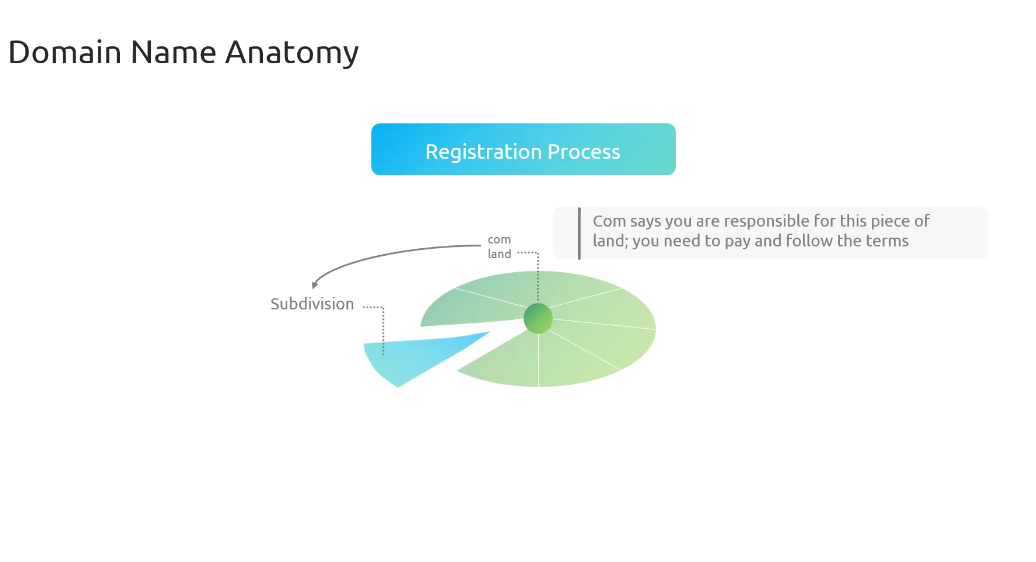 Domain Name Anatomy
Registration Process
Com says you are responsible for this piece of
land; you need to pay and follow the terms
com
land
Subdivision